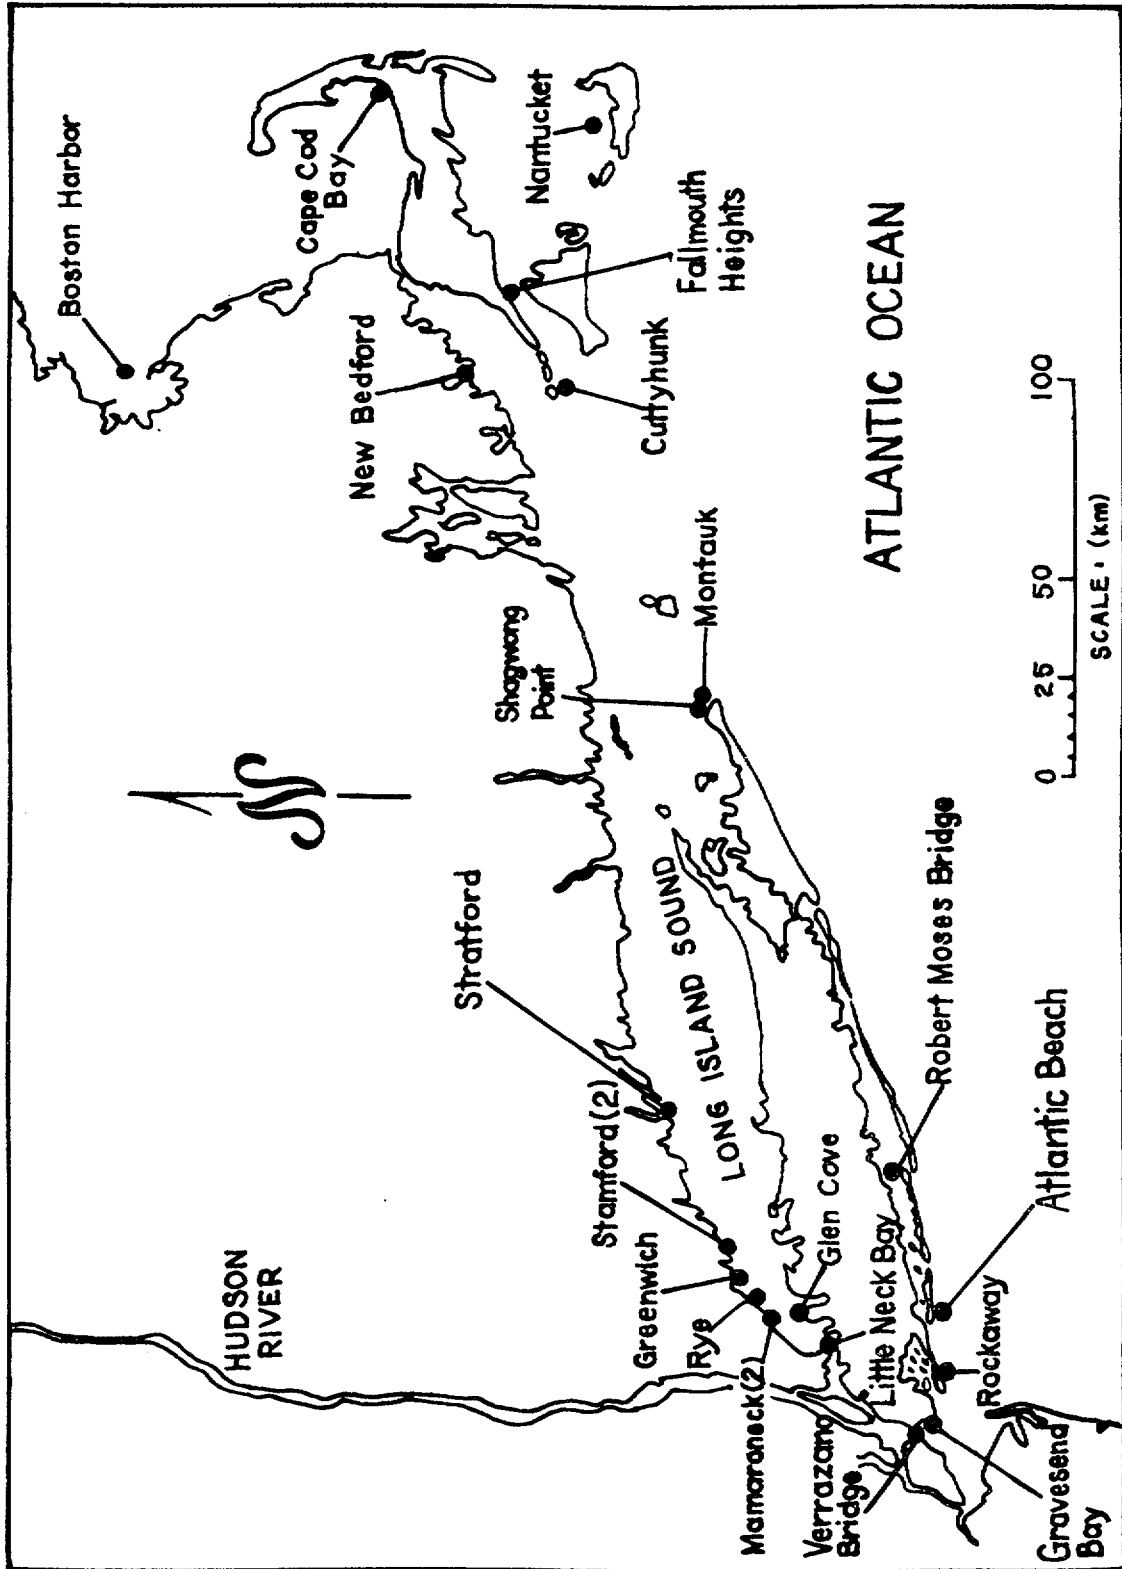 Boston Harbor
Cape Cod
Bay
Nantucket
New Bedford
Fallmouth
Heights
Cuttyhunk
ATLANTIC OCEAN
Shagwong
Point
Montauk
0 25 50 100
SCALE: (km)
Stratford
LONG ISLAND SOUND
Robert Moses Bridge
Atlantic Beach
Stamford (2)
Greenwich
Rye
Mamaroneck (2)
Glen Cove
Little Neck Bay
HUDSON
RIVER
Verrazano
Bridge
Rockaway
Gravesend
Bay